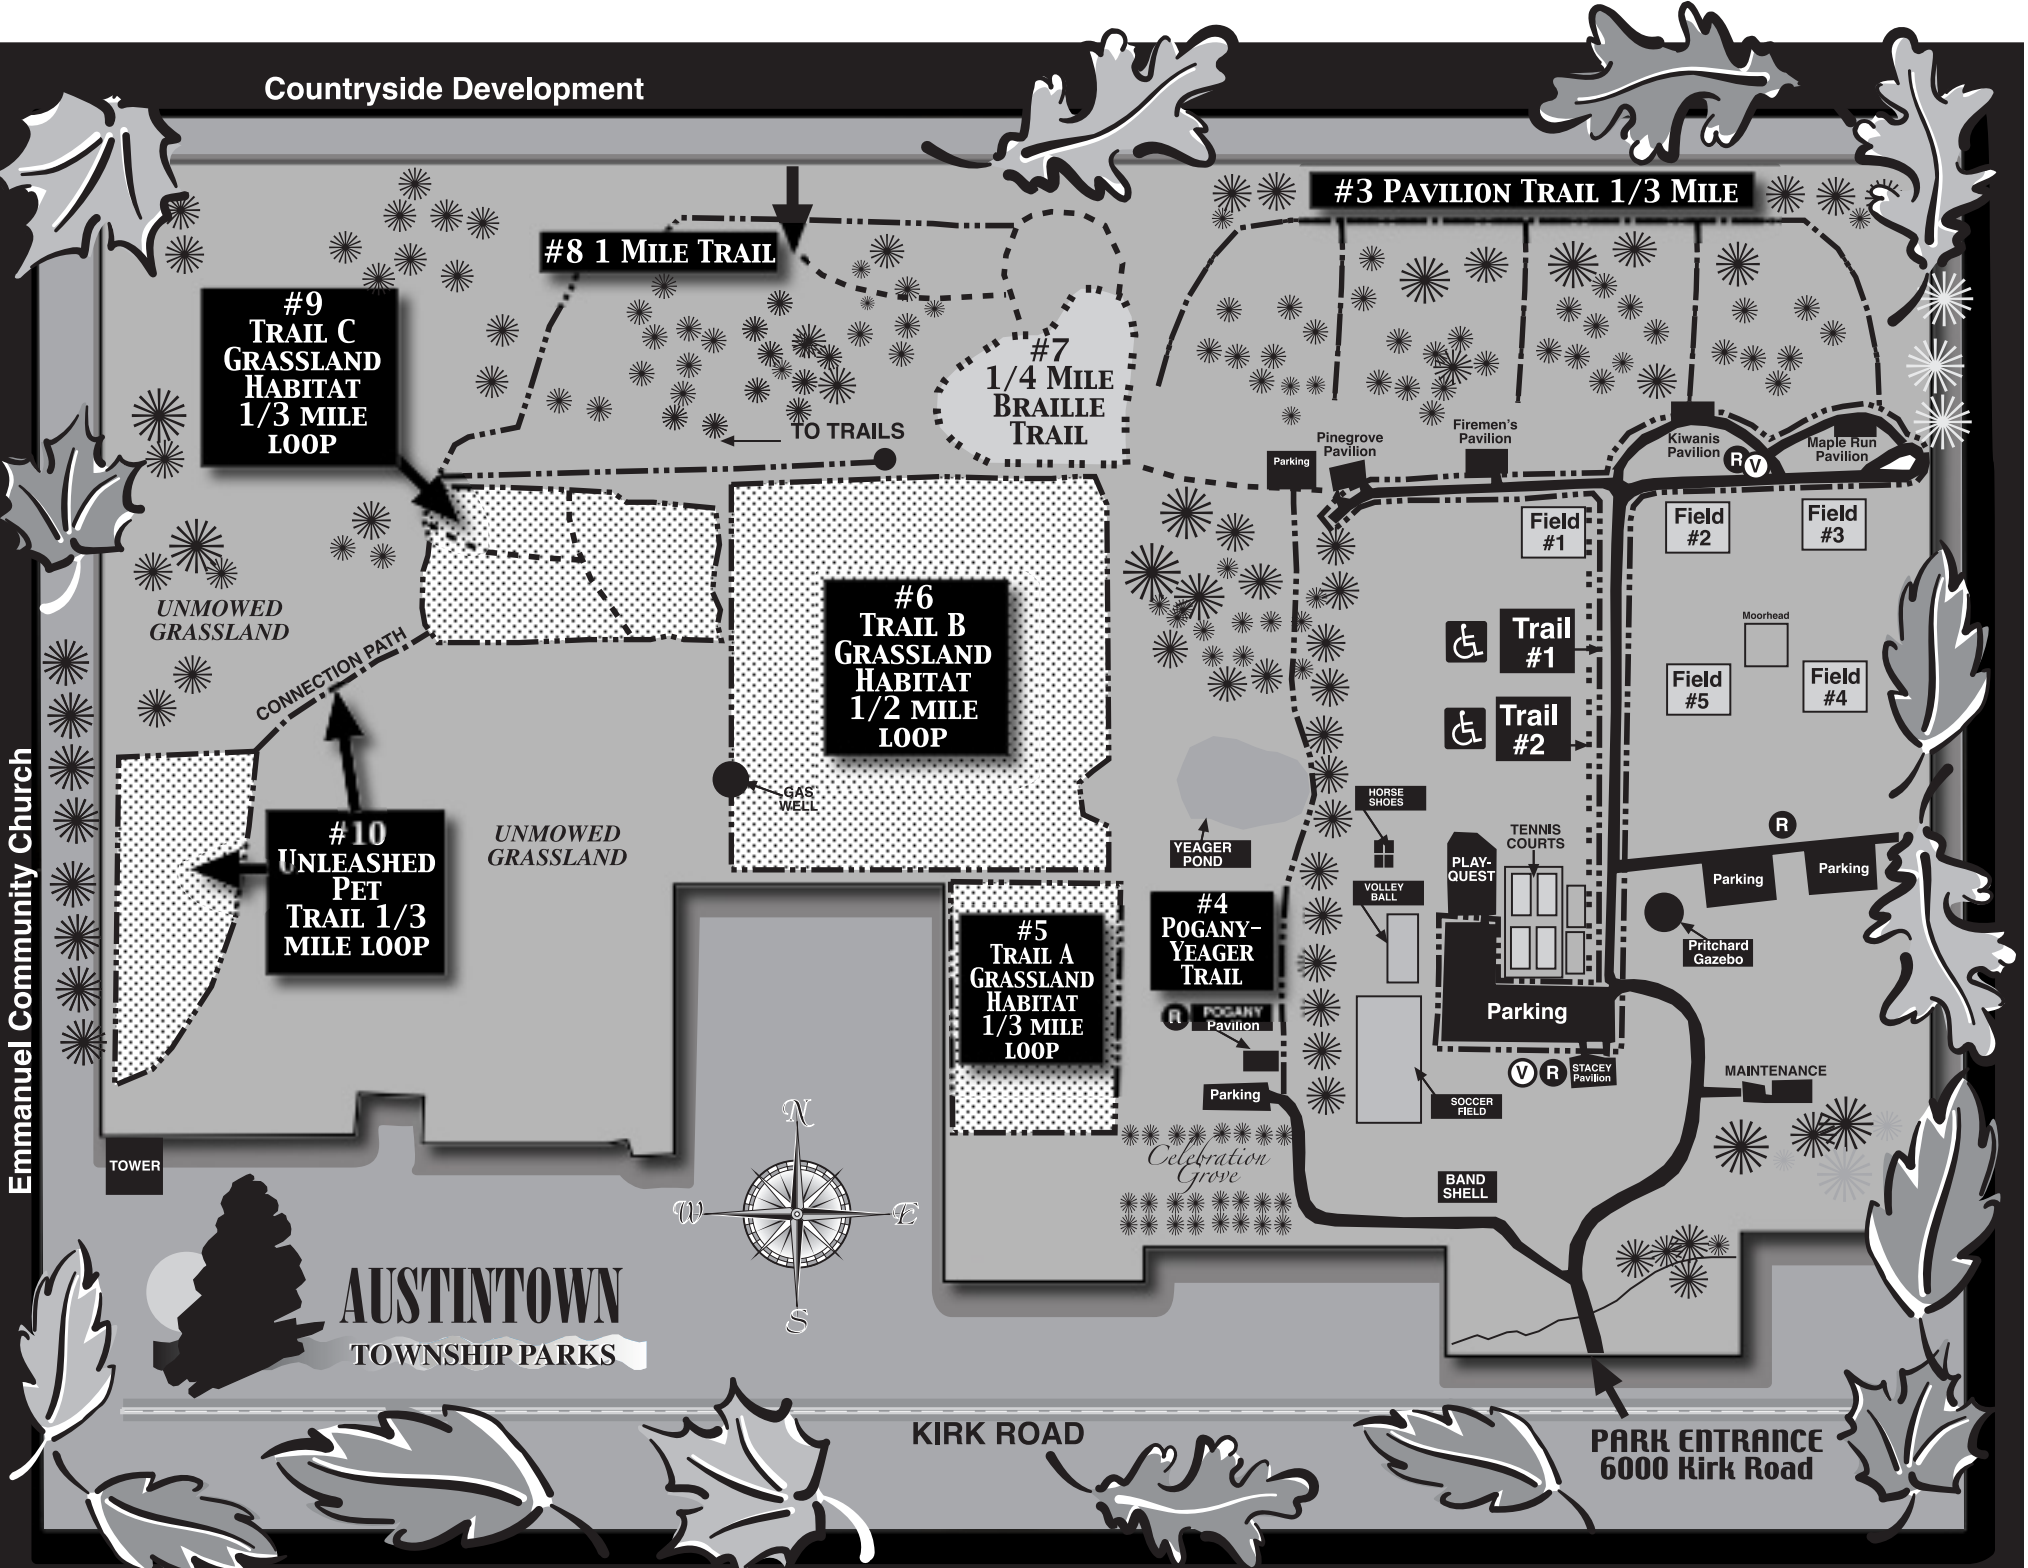 Countryside Development
#3 PAVILION TRAIL 1/3 MILE
#8 1 MILE TRAIL
#9
TRAIL C
GRASSLAND
HABITAT
1/3 MILE
LOOP
#7
1/4 MILE
BRAILLE
TRAIL
TO TRAILS
Pinegrove
Pavilion
Firemen's
Pavilion
Kiwanis
Pavilion
R
V
Maple Run
Pavilion
Parking
Field
#1
Field
#2
Field
#3
UNMOWED
GRASSLAND
CONNECTION PATH
#6
TRAIL B
GRASSLAND
HABITAT
1/2 MILE
LOOP
Trail
#1
Moorhead
Field
#5
Field
#4
Trail
#2
GAS
WELL
HORSE
SHOES
UNMOWED
GRASSLAND
#10
UNLEASHED
PET
TRAIL 1/3
MILE LOOP
YEAGER
POND
PLAY-
QUEST
TENNIS
COURTS
R
Parking
Parking
VOLLEY
BALL
#4
POGANY-
YEAGER
TRAIL
#5
TRAIL A
GRASSLAND
HABITAT
1/3 MILE
LOOP
Pritchard
Gazebo
R
POGANY
Pavilion
Parking
Parking
V
R
STACEY
Pavilion
SOCCER
FIELD
MAINTENANCE
Emmanuel Community Church
TOWER
Celebration
Grove
BAND
SHELL
N
W
E
S
AUSTINTOWN
TOWNSHIP PARKS
KIRK ROAD
PARK ENTRANCE
6000 Kirk Road